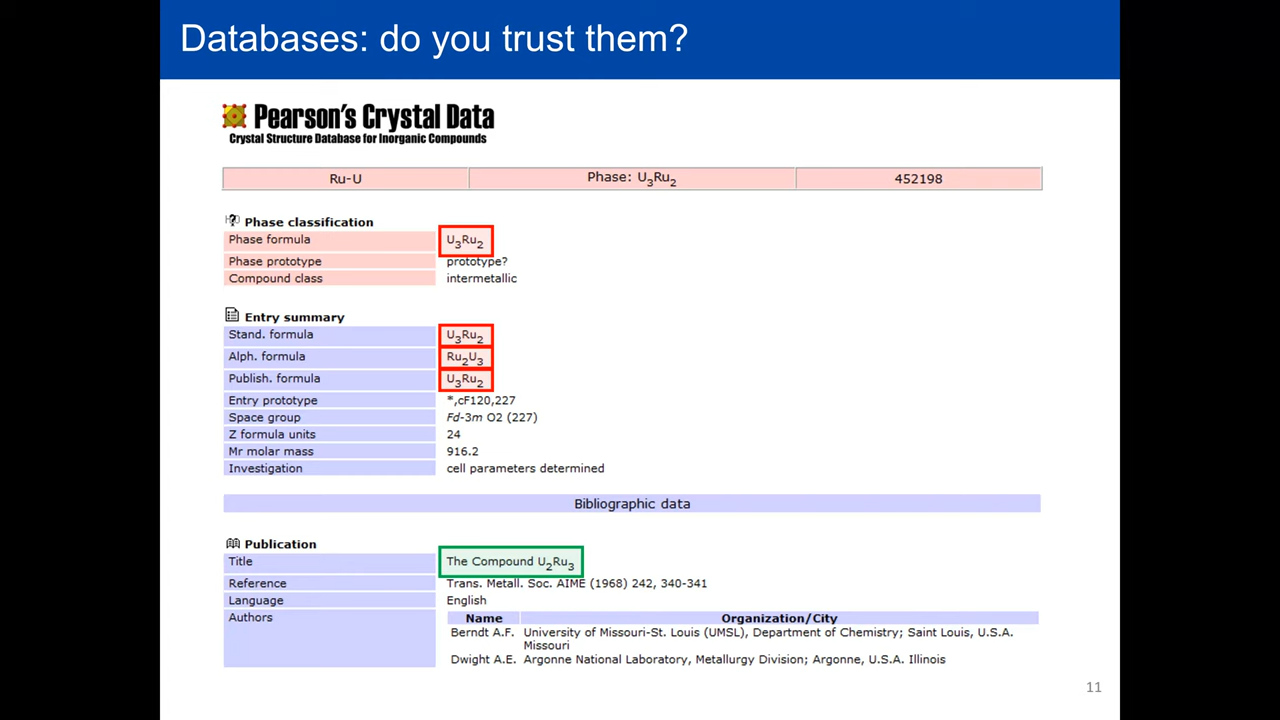 Databases: do you trust them?
Pearson's Crystal Data
Crystal Structure Database for Inorganic Compounds
Ru-U Phase: U3Ru2 452198
Phase classification
Phase formula U3Ru2
Phase prototype prototype?
Compound class intermetallic
Entry summary
Stand. formula U3Ru2
Alph. formula Ru2U3
Publish. formula U3Ru2
Entry prototype *,cF120,227
Space group Fd-3m O2 (227)
Z formula units 24
Mr molar mass 916.2
Investigation cell parameters determined
Bibliographic data
Publication
Title The Compound U2Ru3
Reference Trans. Metall. Soc. AIME (1968) 242, 340-341
Language English
Authors Name Organization/City
Berndt A.F. University of Missouri-St. Louis (UMSL), Department of Chemistry; Saint Louis, U.S.A.
Missouri
Dwight A.E. Argonne National Laboratory, Metallurgy Division; Argonne, U.S.A. Illinois
11